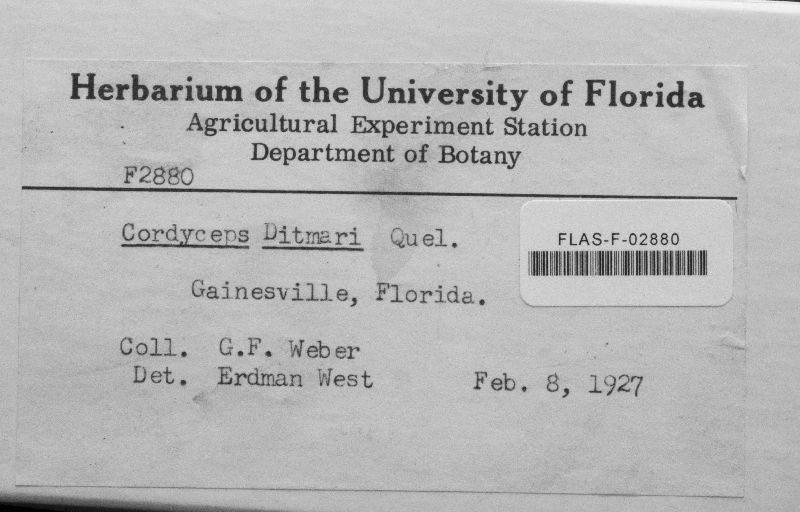 Herbarium of the University of Florida
Agricultural Experiment Station
Department of Botany
F2880
Cordyceps Ditmari Quel.
FLAS-F-02880
Gainesville, Florida.
Coll. G.F. Weber
Det. Erdman West Feb. 8, 1927